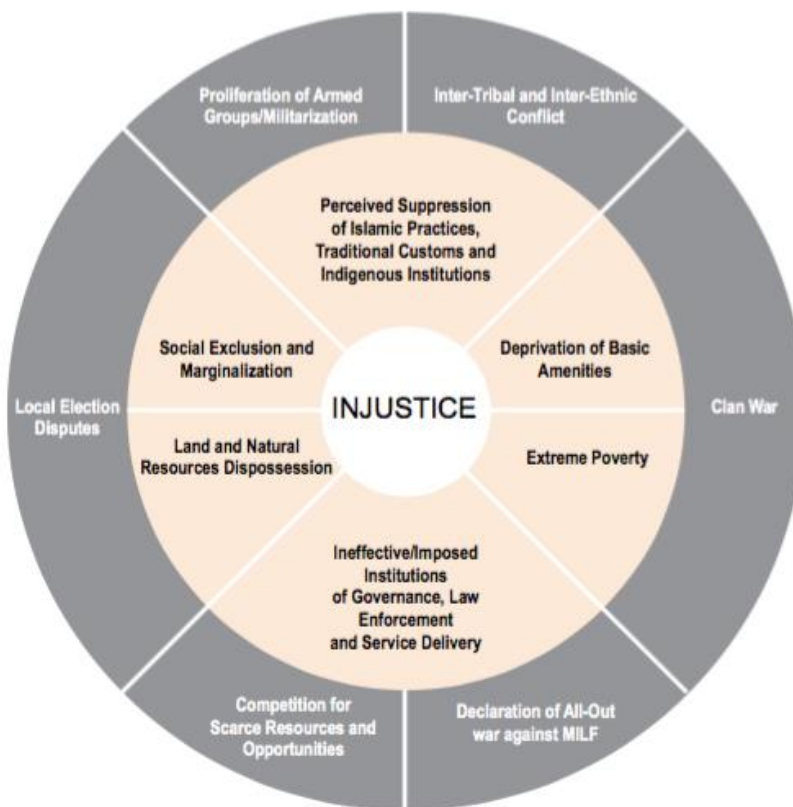 Proliferation of Armed
Groups/Militarization
Inter-Tribal and Inter-Ethnic
Conflict
Perceived Suppression
of Islamic Practices,
Traditional Customs and
Indigenous Institutions
Social Exclusion and
Marginalization
Deprivation of Basic
Amenities
Local Election
Disputes
INJUSTICE
Clan War
Land and Natural
Resources Dispossession
Extreme Poverty
Ineffective/Imposed
Institutions
of Governance, Law
Enforcement
and Service Delivery
Competition for
Scarce Resources and
Opportunities
Declaration of All-Out
war against MILF